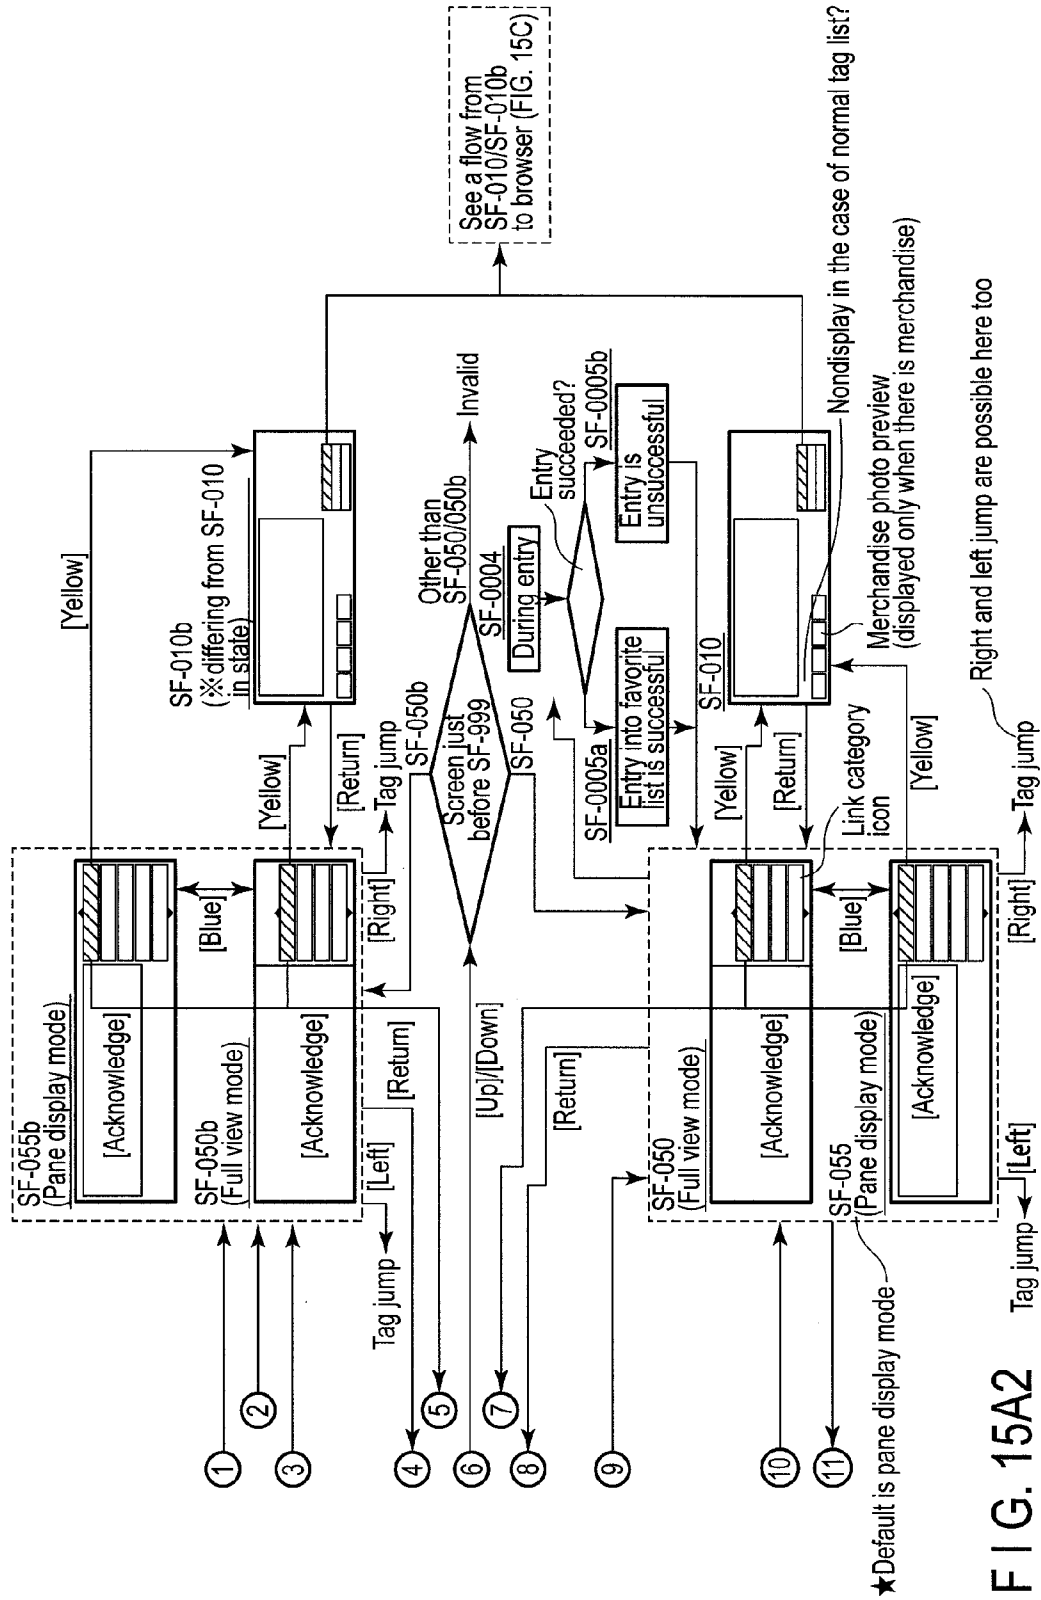 SF-055b
(Pane display mode)
[Acknowledge]
[Yellow]
[Blue]
SF-050b
(Full view mode)
[Acknowledge]
[Yellow]
[Return]
SF-010b
(※differing from SF-010
in state)
See a flow from
SF-010/SF-010b
to browser (FIG. 15C)
1
2
3
Tag jump
[Left]
[Return]
[Right]
Tag jump
4
5
6
[Up]/[Down]
SF-050b
Screen just
before SF-999
SF-050
Other than
SF-050/050b
Invalid
SF-0004
During entry
Entry
succeeded?
SF-0005a
Entry into favorite
list is successful
SF-0005b
Entry is
unsuccessful
7
8
[Return]
9
SF-050
(Full view mode)
[Acknowledge]
[Yellow]
[Return]
SF-010
Nondisplay in the case of normal tag list?
10
11
Link category
icon
Merchandise photo preview
(displayed only when there is merchandise)
[Blue]
[Yellow]
SF-055
(Pane display mode)
[Acknowledge]
★Default is pane display mode
Tag jump
[Left]
[Right]
Tag jump
Right and left jump are possible here too
FIG. 15A2